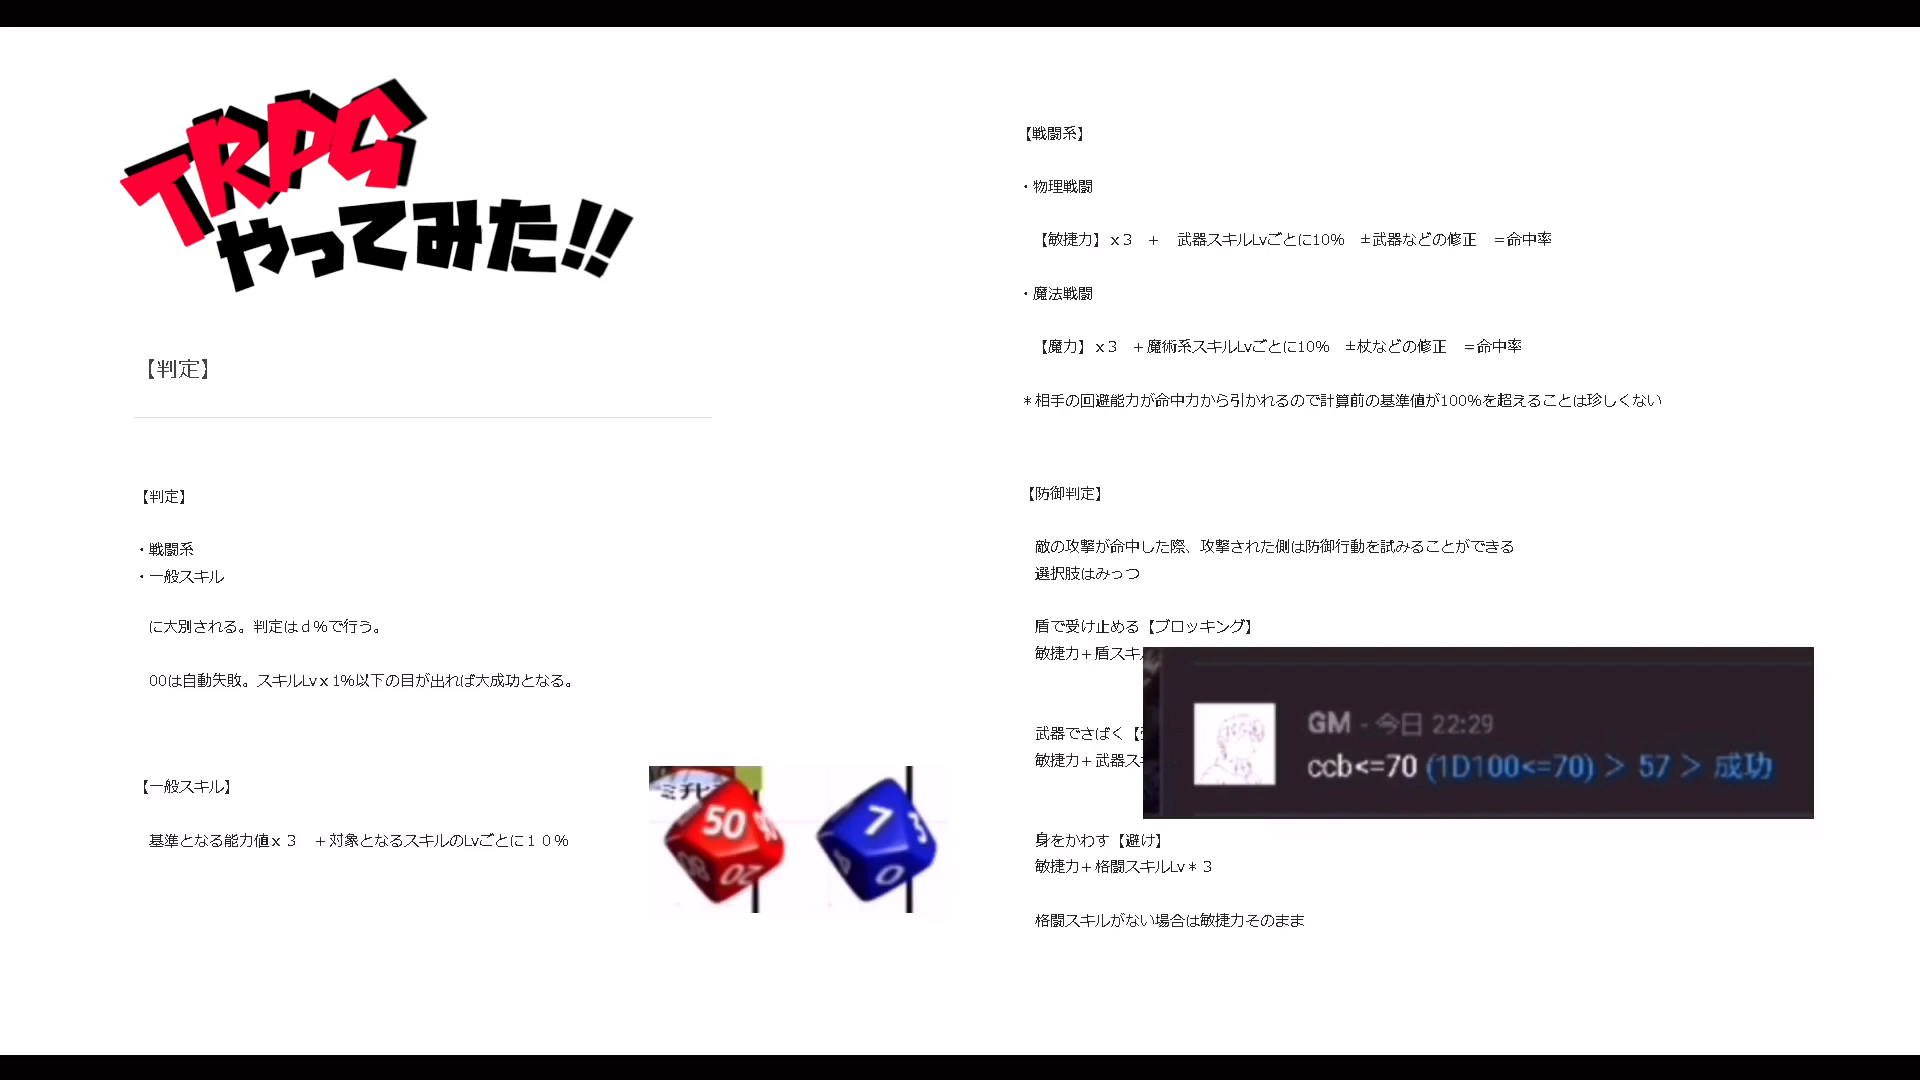 TRPG
やってみた!!
【判定】
【判定】
・戦闘系
・一般スキル
に大別される。判定はｄ%で行う。
00は自動失敗。スキルLvｘ1%以下の目が出れば大成功となる。
【一般スキル】
基準となる能力値ｘ３　＋対象となるスキルのLvごとに１０％
50
20
7
0
【戦闘系】
・物理戦闘
【敏捷力】ｘ3　＋　武器スキルLvごとに10%　±武器などの修正　＝命中率
・魔法戦闘
【魔力】ｘ3　＋魔術系スキルLvごとに10%　±杖などの修正　＝命中率
＊相手の回避能力が命中力から引かれるので計算前の基準値が100%を超えることは珍しくない
【防御判定】
敵の攻撃が命中した際、攻撃された側は防御行動を試みることができる
選択肢はみっつ
盾で受け止める【ブロッキング】
敏捷力＋盾スキ
武器でさばく【
敏捷力＋武器ス
GM - 今日 22:29
ccb<=70 (1D100<=70) ＞ 57 ＞ 成功
身をかわす【避け】
敏捷力＋格闘スキルLv＊３
格闘スキルがない場合は敏捷力そのまま